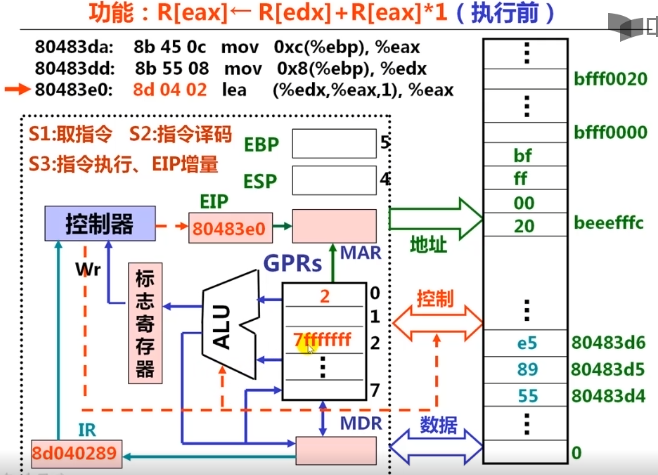 功能：R[eax]← R[edx]+R[eax]*1（执行前）
80483da: 8b 45 0c mov 0xc(%ebp), %eax
80483dd: 8b 55 08 mov 0x8(%ebp), %edx
80483e0: 8d 04 02 lea (%edx,%eax,1), %eax
S1:取指令 S2:指令译码
S3:指令执行、EIP增量
EBP
5
ESP
4
EIP
控制器
80483e0
MAR
Wr
标志寄存器
ALU
GPRs
2
0
1
7fffffff
2
⋮
7
IR
8d040289
MDR
地址
控制
数据
⋮
bfff0020
⋮
bfff0000
bf
ff
00
20
beeefffc
⋮
e5
80483d6
89
80483d5
55
80483d4
⋮
0